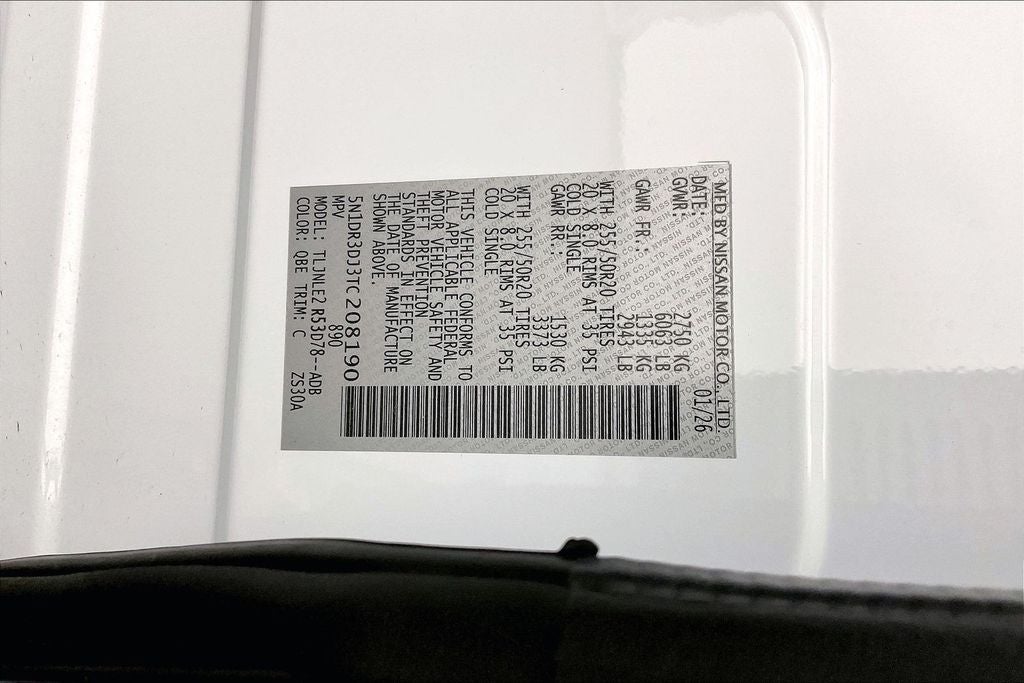 MFD BY NISSAN MOTOR CO., LTD.
DATE: 01/26
GVWR: 2750 KG
6063 LB
GAWR FR.: 1335 KG
2943 LB
WITH 255/50R20 TIRES
20 X 8.0 RIMS AT 35 PSI
COLD SINGLE
GAWR RR.: 1530 KG
3373 LB
WITH 255/50R20 TIRES
20 X 8.0 RIMS AT 35 PSI
COLD SINGLE
THIS VEHICLE CONFORMS TO
ALL APPLICABLE FEDERAL
MOTOR VEHICLE SAFETY AND
THEFT PREVENTION
STANDARDS IN EFFECT ON
THE DATE OF MANUFACTURE
SHOWN ABOVE.
5N1DR3DJ3TC208190
MPV 890
MODEL: TLJNLE2 R53D78--ADB
COLOR: QBE TRIM: C ZS30A